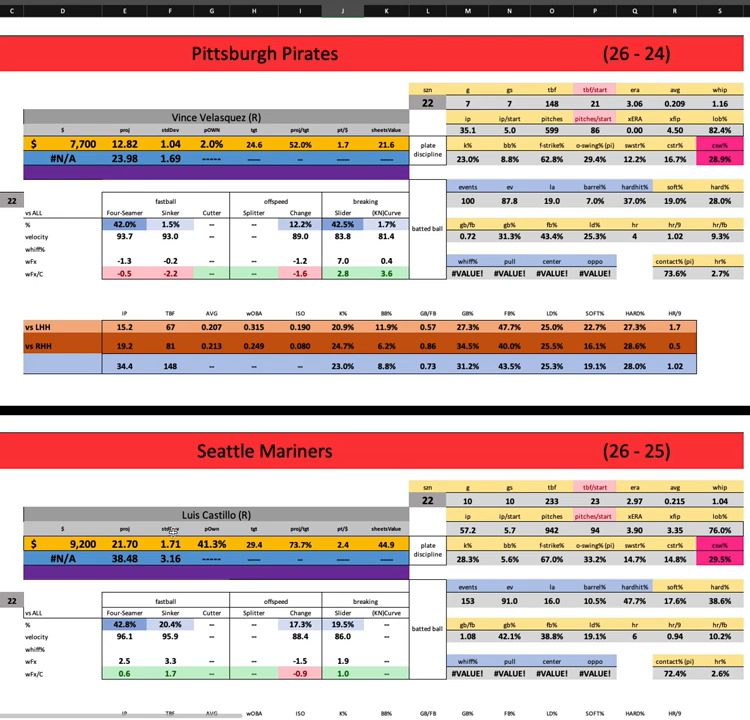 C D E F G H I J K L M N O P Q R S
Pittsburgh Pirates (26 - 24)
szn g gs tbf tbf/start era avg whip
22 7 7 148 21 3.06 0.209 1.16
Vince Velasquez (R) ip ip/start pitches pitches/start xERA xfip lob%
$ proj stdDev pOWN tgt proj/tgt pt/$ sheetsValue 35.1 5.0 599 86 0.00 4.50 82.4%
$ 7,700 12.82 1.04 2.0% 24.6 52.0% 1.7 21.6 plate discipline k% bb% f-strike% o-swing% (pi) swstr% cstr% csw%
#N/A 23.98 1.69 ----- ---- ---- --- ---- 23.0% 8.8% 62.8% 29.4% 12.2% 16.7% 28.9%
events ev la barrel% hardhit% soft% hard%
22 fastball offspeed breaking 100 87.8 19.0 7.0% 37.0% 19.0% 28.0%
vs ALL Four-Seamer Sinker Cutter Splitter Change Slider (KN)Curve gb/fb gb% fb% ld% hr hr/9 hr/fb
% 42.0% 1.5% -- -- 12.2% 42.5% 1.7% batted ball 0.72 31.3% 43.4% 25.3% 4 1.02 9.3%
velocity 93.7 93.0 -- -- 89.0 83.8 81.4
whiff%
wFx -1.3 -0.2 -- -- -1.2 7.0 0.4 whiff% pull center oppo contact% (pi) hr%
wFx/C -0.5 -2.2 -- -- -1.6 2.8 3.6 #VALUE! #VALUE! #VALUE! #VALUE! 73.6% 2.7%
IP TBF AVG wOBA ISO K% BB% GB/FB GB% FB% LD% SOFT% HARD% HR/9
vs LHH 15.2 67 0.207 0.315 0.190 20.9% 11.9% 0.57 27.3% 47.7% 25.0% 22.7% 27.3% 1.7
vs RHH 19.2 81 0.213 0.249 0.080 24.7% 6.2% 0.86 34.5% 40.0% 25.5% 16.1% 28.6% 0.5
34.4 148 -- -- -- 23.0% 8.8% 0.73 31.2% 43.5% 25.3% 19.1% 28.0% 1.02
Seattle Mariners (26 - 25)
szn g gs tbf tbf/start era avg whip
22 10 10 233 23 2.97 0.215 1.04
Luis Castillo (R) ip ip/start pitches pitches/start xERA xfip lob%
$ proj pOwn tgt proj/tgt pt/$ sheetsValue 57.2 5.7 942 94 3.90 3.35 76.0%
$ 9,200 21.70 1.71 41.3% 29.4 73.7% 2.4 44.9 plate discipline k% bb% f-strike% o-swing% (pi) swstr% cstr% csw%
#N/A 38.48 3.16 ----- ---- ---- --- ---- 28.3% 5.6% 67.0% 33.2% 14.7% 14.8% 29.5%
events ev la barrel% hardhit% soft% hard%
22 fastball offspeed breaking 153 91.0 16.0 10.5% 47.7% 17.6% 38.6%
vs ALL Four-Seamer Sinker Cutter Splitter Change Slider (KN)Curve gb/fb gb% fb% ld% hr hr/9 hr/fb
% 42.8% 20.4% -- -- 17.3% 19.5% -- batted ball 1.08 42.1% 38.8% 19.1% 6 0.94 10.2%
velocity 96.1 95.9 -- -- 88.4 86.0 --
whiff%
wFx 2.5 3.3 -- -- -1.5 1.9 -- whiff% pull center oppo contact% (pi) hr%
wFx/C 0.6 1.7 -- -- -0.9 1.0 -- #VALUE! #VALUE! #VALUE! #VALUE! 72.4% 2.6%
IP TBF AVG wOBA ISO K% BB% GB/FB GB% FB% LD% SOFT% HARD% HR/9